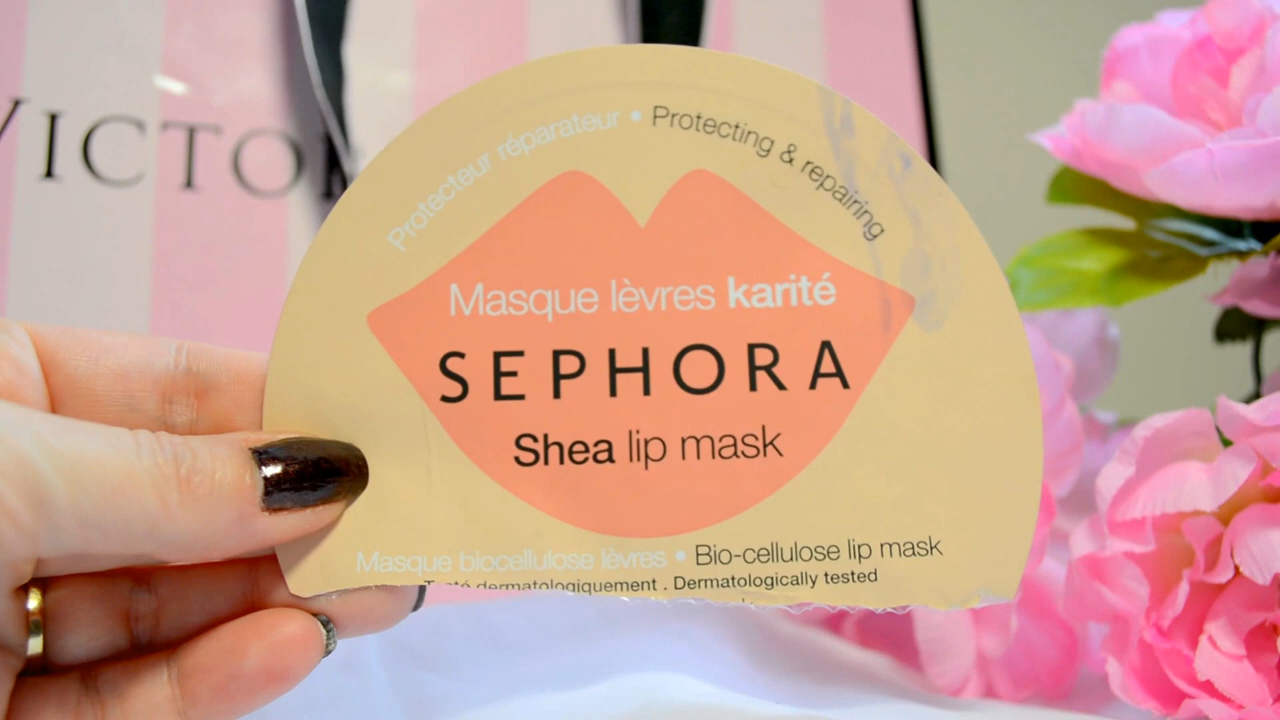 VICTO
Protecteur réparateur • Protecting & repairing
Masque lèvres karité
SEPHORA
Shea lip mask
Masque biocellulose lèvres • Bio-cellulose lip mask
dermatologiquement . Dermatologically tested